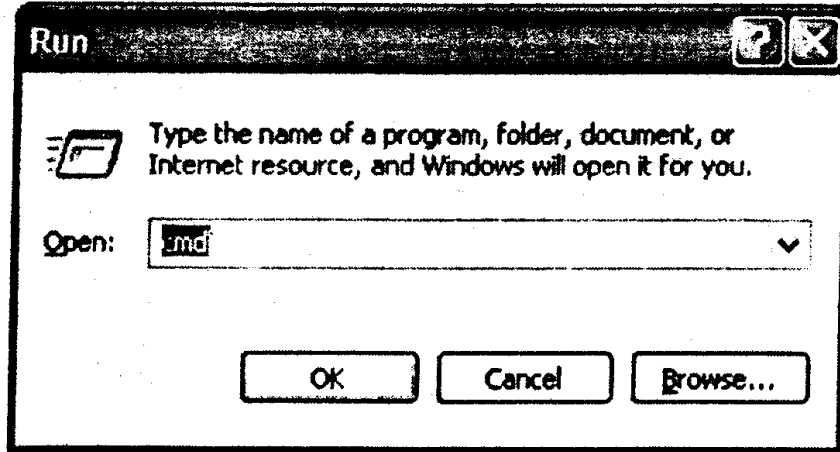 Run
Type the name of a program, folder, document, or
Internet resource, and Windows will open it for you.
Open:
cmd
OK
Cancel
Browse...